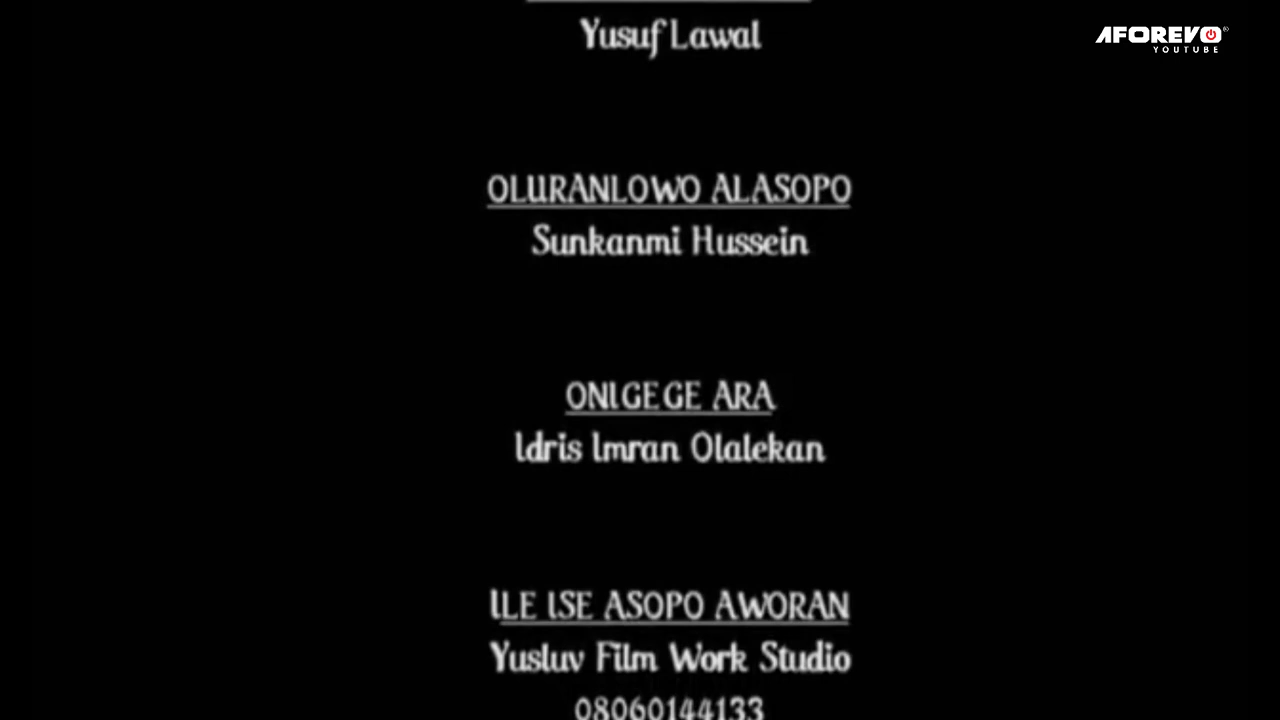 Yusuf Lawal
AFOREVO
YOUTUBE
OLURANLOWO ALASOPO
Sunkanmi Hussein
ONIGEGE ARA
Idris Imran Olalekan
ILE ISE ASOPO AWORAN
Yusluv Film Work Studio
08060144133